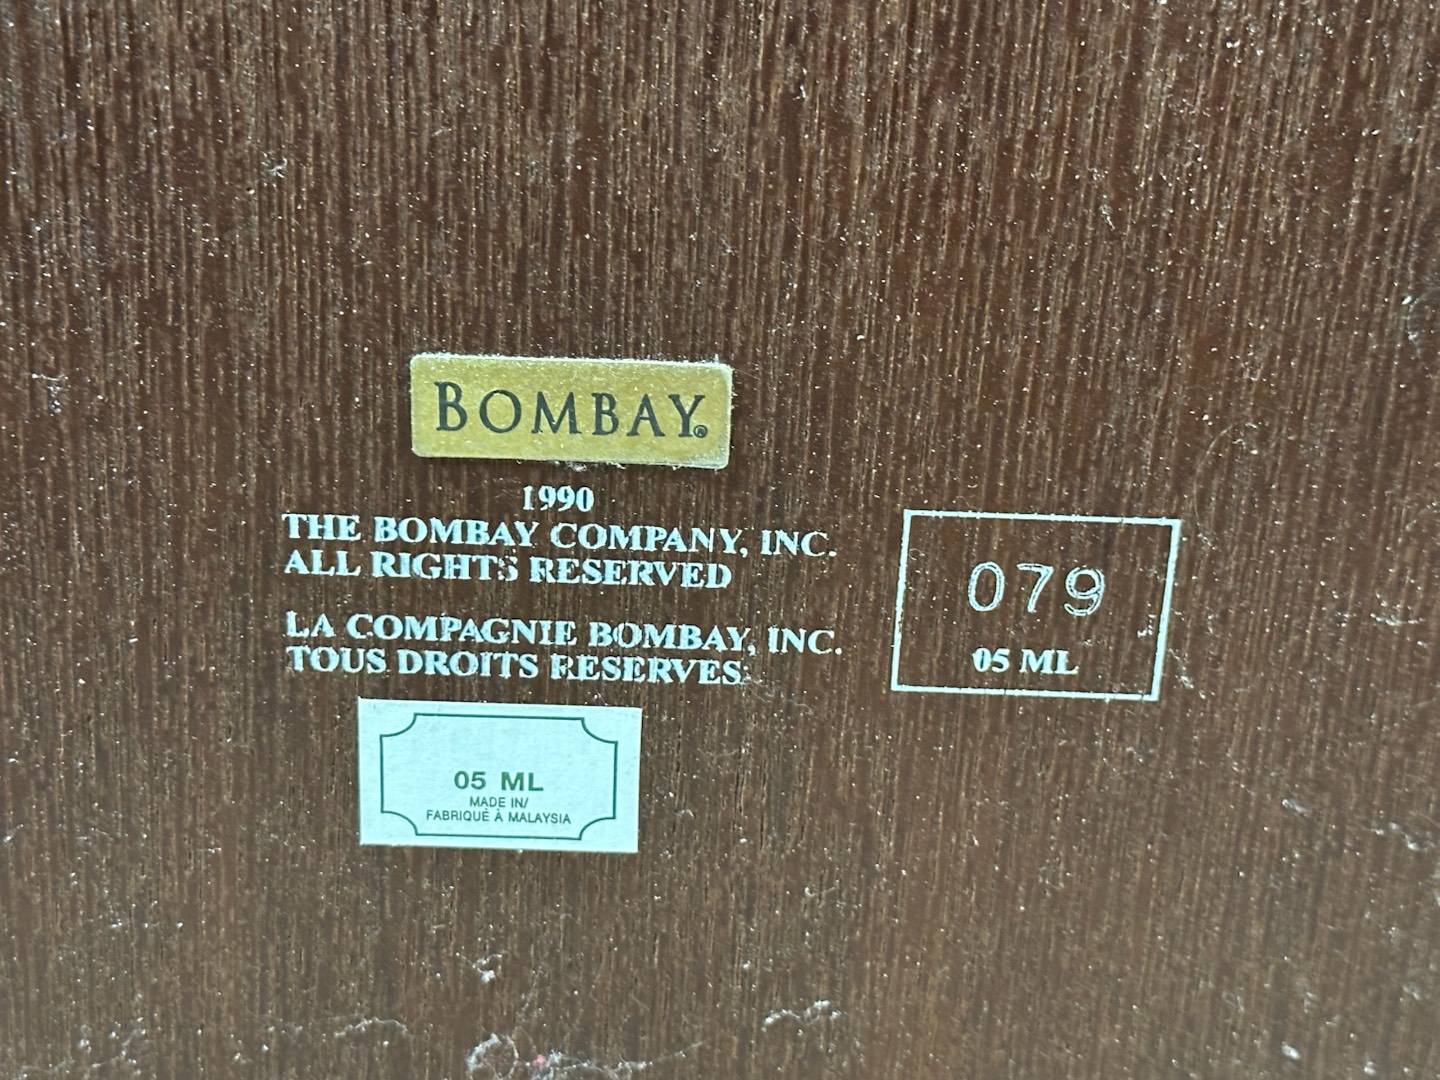 BOMBAY®
1990
THE BOMBAY COMPANY, INC.
ALL RIGHTS RESERVED
LA COMPAGNIE BOMBAY, INC.
TOUS DROITS RESERVES
079
05 ML
05 ML
MADE IN/
FABRIQUÈ À MALAYSIA